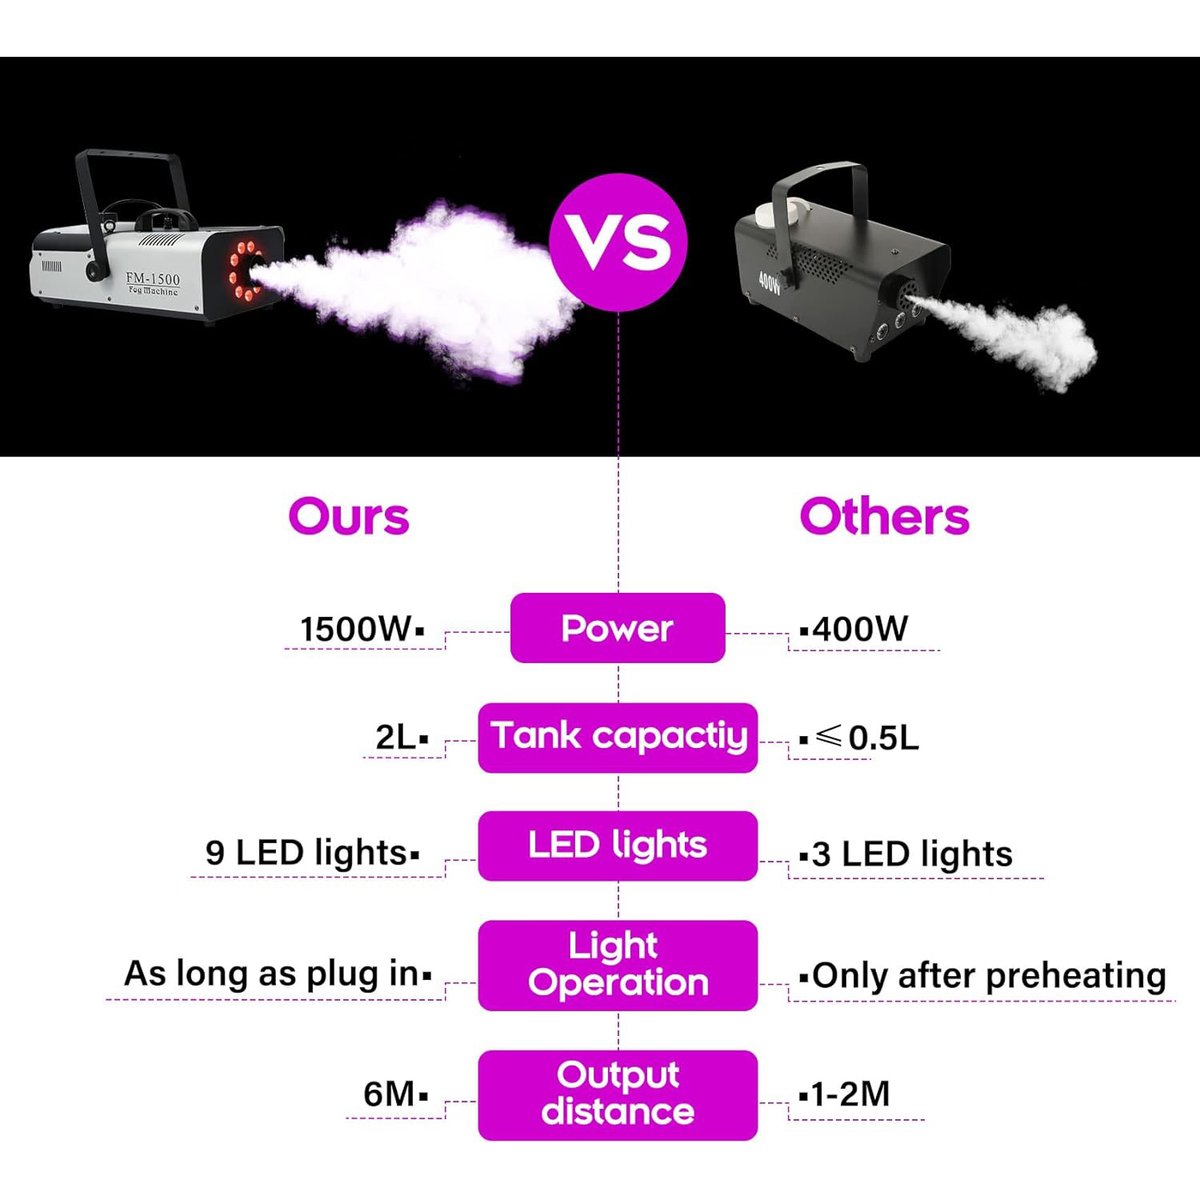 FM-1500
Fog Machine
VS
400W
Ours
Others
1500W
Power
400W
2L
Tank capactiy
⩽0.5L
9 LED lights
LED lights
3 LED lights
As long as plug in
Light
Operation
Only after preheating
6M
Output
distance
1-2M